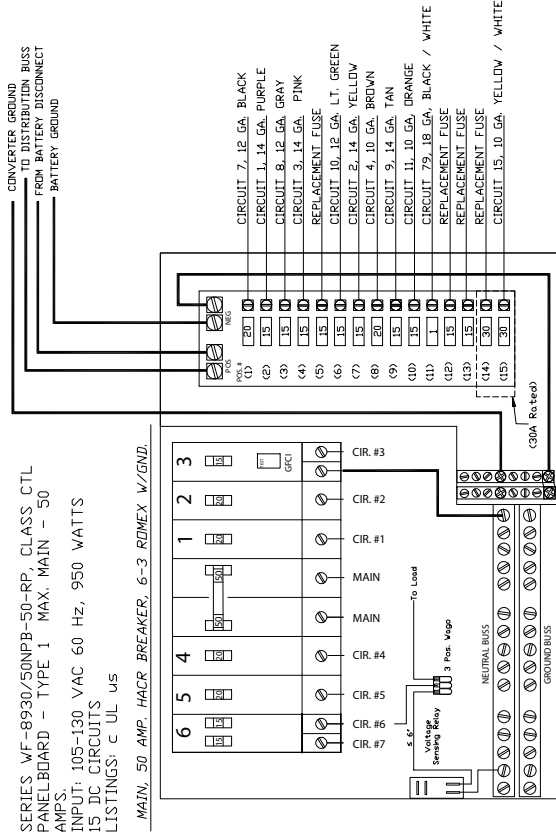 SERIES WF-8930/50NPB-50-RP, CLASS CTL
PANELBOARD - TYPE 1 MAX. MAIN - 50
AMPS.
INPUT: 105-130 VAC 60 Hz, 950 WATTS
15 DC CIRCUITS
LISTINGS: c UL us
MAIN, 50 AMP. HACR BREAKER, 6-3 ROMEX W/GND.
CONVERTER GROUND
TO DISTRIBUTION BUSS
FROM BATTERY DISCONNECT
BATTERY GROUND
POS
NEG
POS.#
(1) 20 CIRCUIT 7, 12 GA, BLACK
(2) 15 CIRCUIT 1, 14 GA, PURPLE
(3) 15 CIRCUIT 8, 12 GA, GRAY
(4) 15 CIRCUIT 3, 14 GA, PINK
(5) 15 REPLACEMENT FUSE
(6) 15 CIRCUIT 10, 12 GA, LT. GREEN
(7) 15 CIRCUIT 2, 14 GA, YELLOW
(8) 20 CIRCUIT 4, 10 GA, BROWN
(9) 15 CIRCUIT 9, 14 GA, TAN
(10) 15 CIRCUIT 11, 10 GA, ORANGE
(11) 1 CIRCUIT 79, 18 GA, BLACK / WHITE
(12) 15 REPLACEMENT FUSE
(13) 15 REPLACEMENT FUSE
(14) 30 REPLACEMENT FUSE
(15) 30 CIRCUIT 15, 10 GA, YELLOW / WHITE
(30A Rated)
6 5 4 1 2 3
15 15 20 20 50 50 20 20 15
GFCI
CIR. #3
CIR. #2
CIR. #1
MAIN
MAIN
CIR. #4
CIR. #5
CIR. #6
CIR. #7
To Load
3 Pos. Wago
≤ 6"
Voltage
Sensing Relay
NEUTRAL BUSS
GROUND BUSS